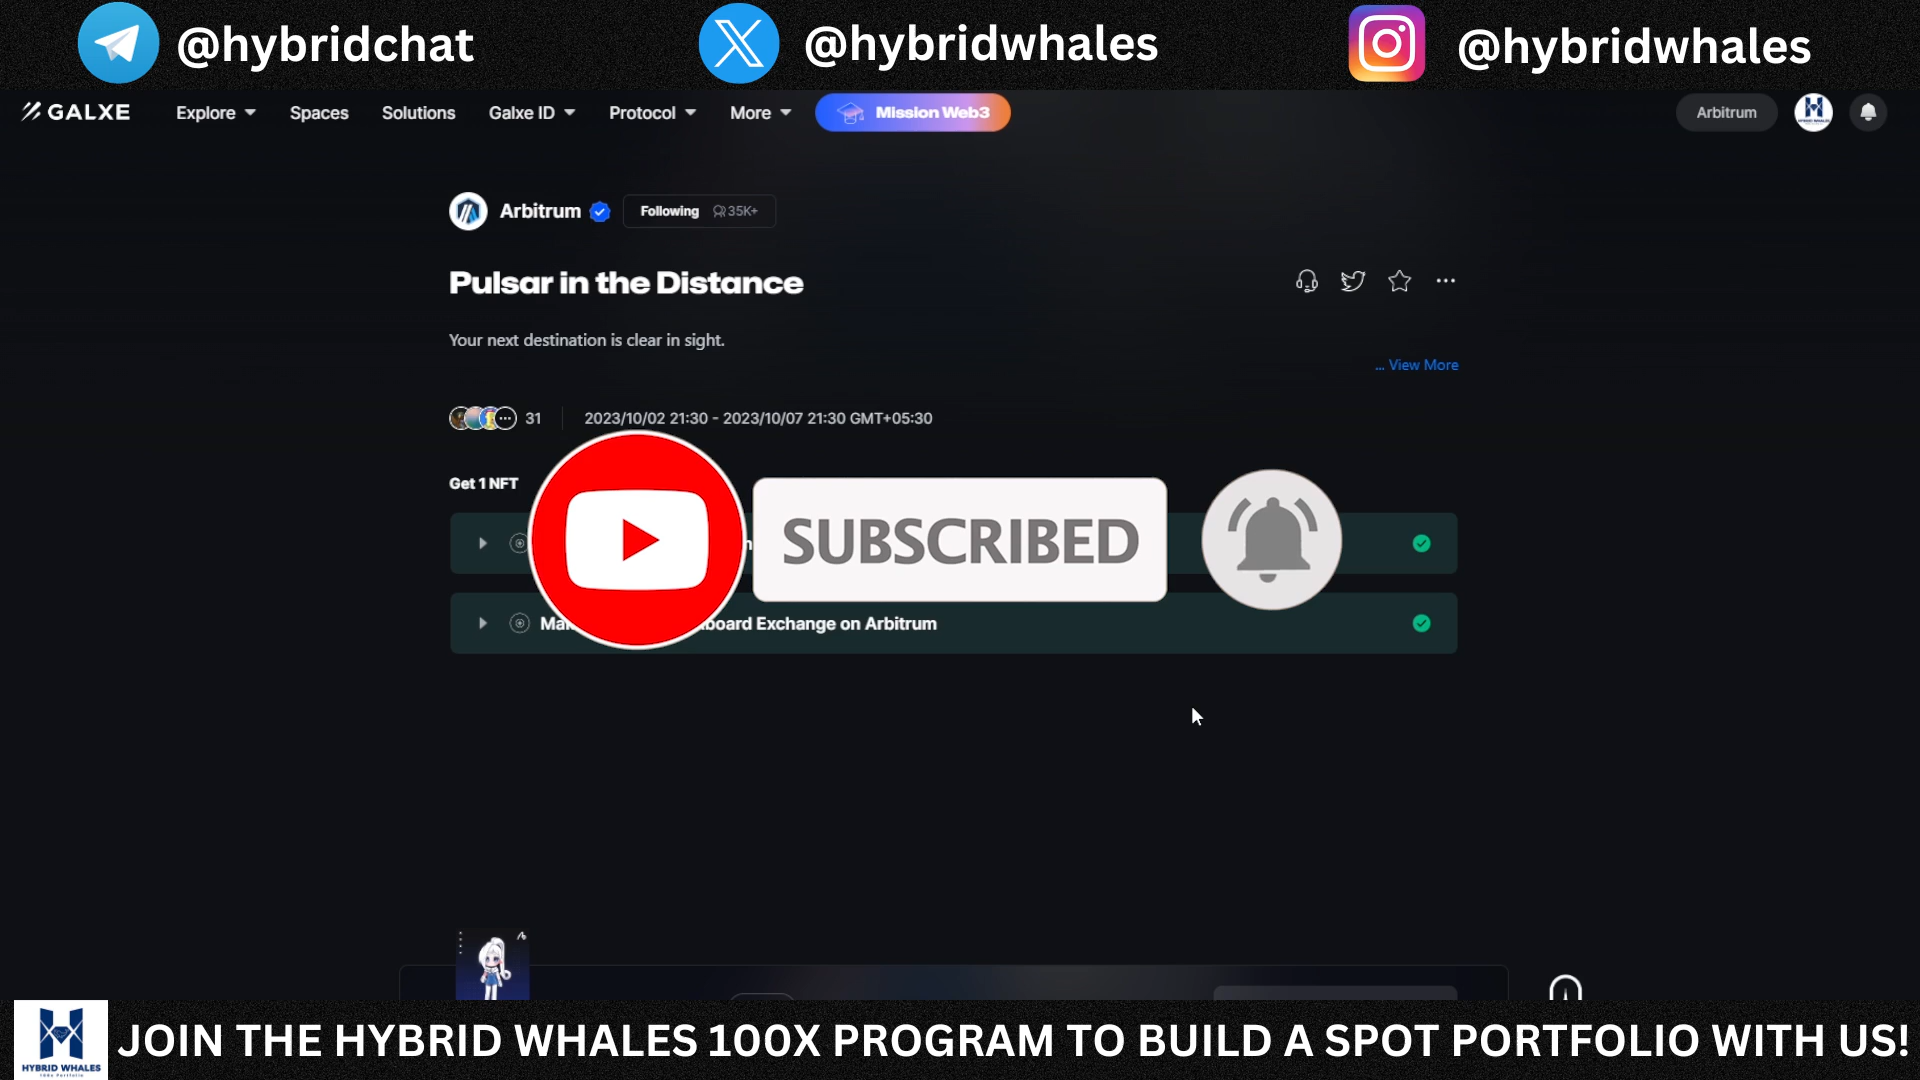 @hybridchat
@hybridwhales
@hybridwhales
GALXE
Explore
Spaces
Solutions
Galxe ID
Protocol
More
Mission Web3
Arbitrum
Arbitrum
Following 35K+
Pulsar in the Distance
Your next destination is clear in sight.
... View More
31
2023/10/02 21:30 - 2023/10/07 21:30 GMT+05:30
Get 1 NFT
SUBSCRIBED
Exchange on Arbitrum
HYBRID WHALES
JOIN THE HYBRID WHALES 100X PROGRAM TO BUILD A SPOT PORTFOLIO WITH US!